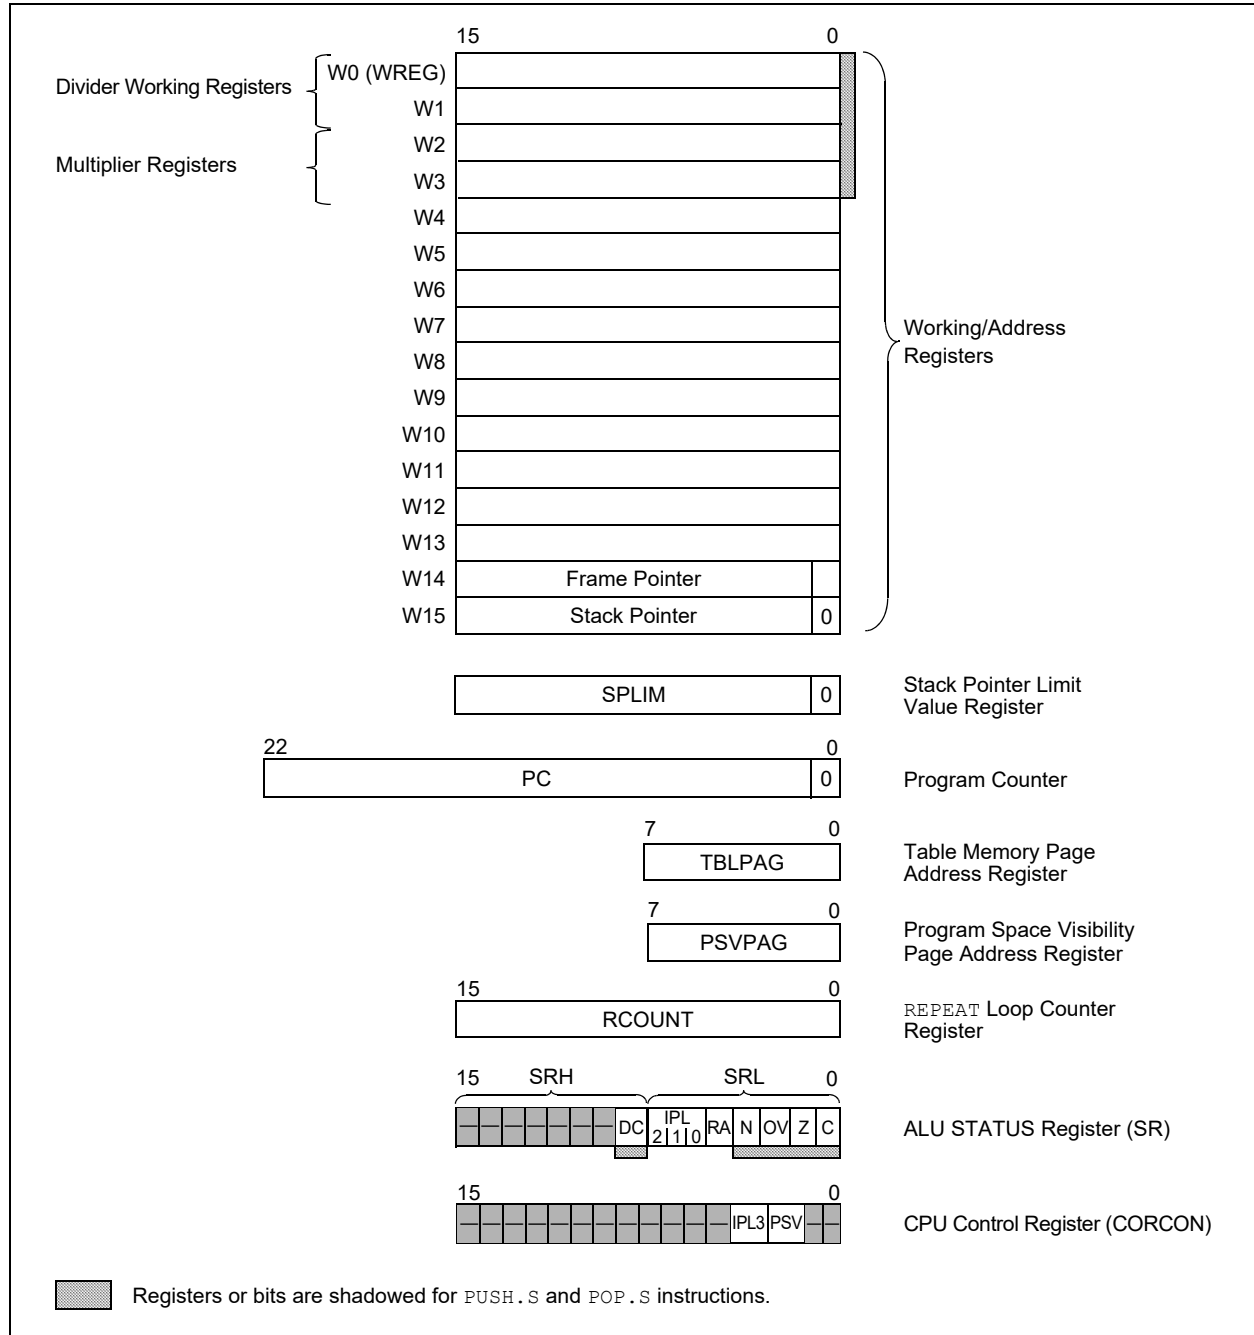 15 0
Divider Working Registers
W0 (WREG)
W1
Multiplier Registers
W2
W3
W4
W5
W6
W7
Working/Address
Registers
W8
W9
W10
W11
W12
W13
W14 Frame Pointer
W15 Stack Pointer 0
SPLIM 0
Stack Pointer Limit
Value Register
22 0
PC 0
Program Counter
7 0
TBLPAG
Table Memory Page
Address Register
7 0
PSVPAG
Program Space Visibility
Page Address Register
15 0
RCOUNT
REPEAT Loop Counter
Register
15 SRH SRL 0
— — — — — — — DC IPL 2 1 0 RA N OV Z C
ALU STATUS Register (SR)
15 0
— — — — — — — — — — — — IPL3 PSV — —
CPU Control Register (CORCON)
Registers or bits are shadowed for PUSH.S and POP.S instructions.